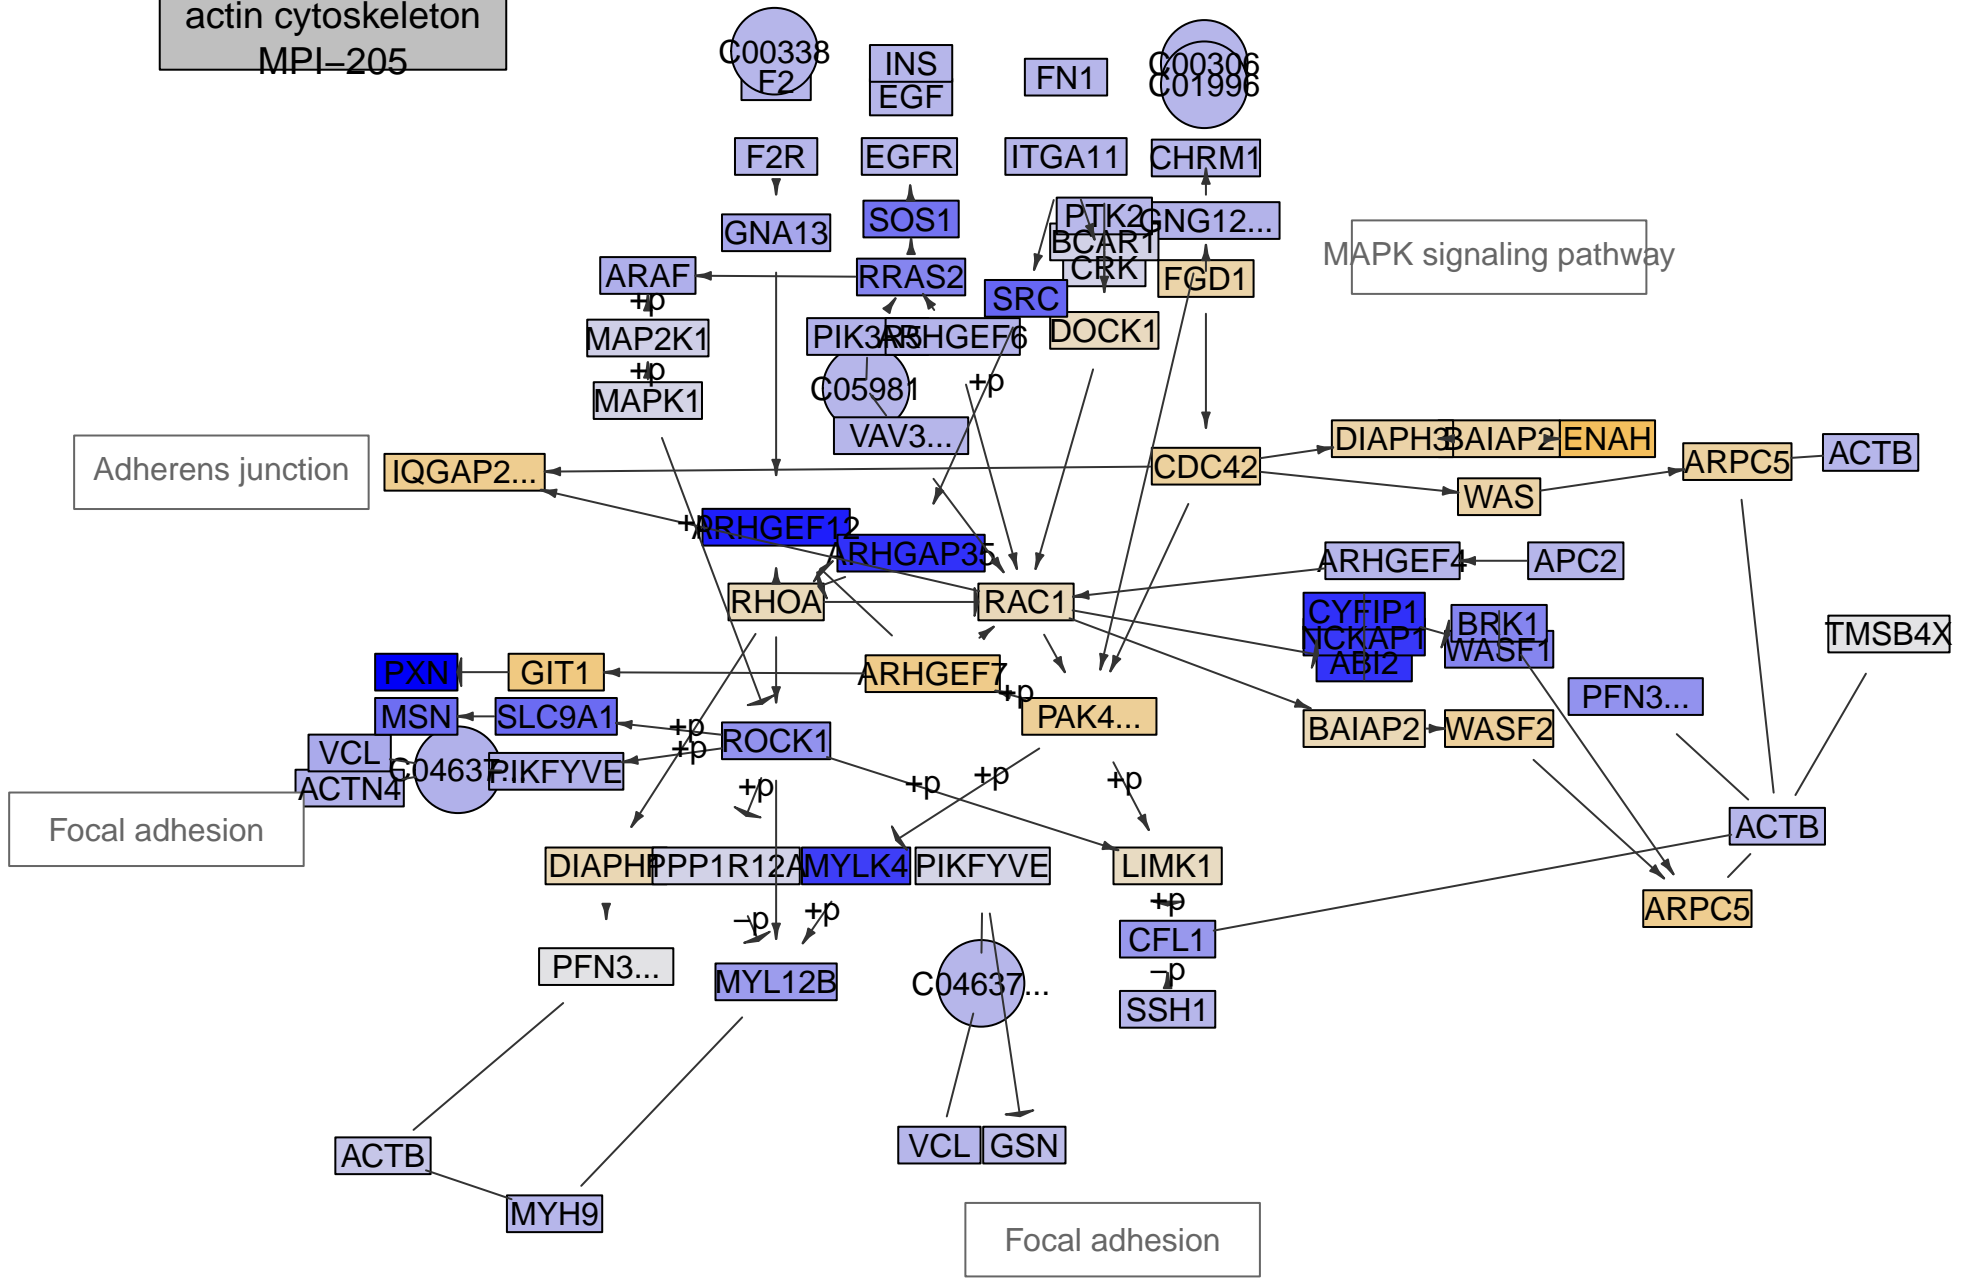 actin cytoskeleton
MPI−205
C00338
F2
INS
EGF
FN1
C00306
C01996
F2R
EGFR
ITGA11
CHRM1
GNA13
SOS1
PTK2
GNG12...
BCAR1
CRK
FGD1
MAPK signaling pathway
ARAF
RRAS2
SRC
+p
MAP2K1
PIK3R5
ARHGEF6
DOCK1
+p
MAPK1
C05981
+p
VAV3...
Adherens junction
IQGAP2...
CDC42
DIAPH3
BAIAP2
ENAH
ARPC5
ACTB
WAS
+p
ARHGEF12
ARHGAP35
ARHGEF4
APC2
RHOA
RAC1
CYFIP1
NCKAP1
ABI2
BRK1
WASF1
TMSB4X
PXN
GIT1
ARHGEF7
+p
PFN3...
MSN
SLC9A1
+p
ROCK1
PAK4...
BAIAP2
WASF2
VCL
+p
C04637...
PIKFYVE
ACTN4
+p
+p
+p
+p
Focal adhesion
ACTB
DIAPH
PPP1R12A
MYLK4
PIKFYVE
LIMK1
−p
+p
+p
ARPC5
CFL1
PFN3...
MYL12B
C04637...
−p
SSH1
ACTB
VCL
GSN
MYH9
Focal adhesion